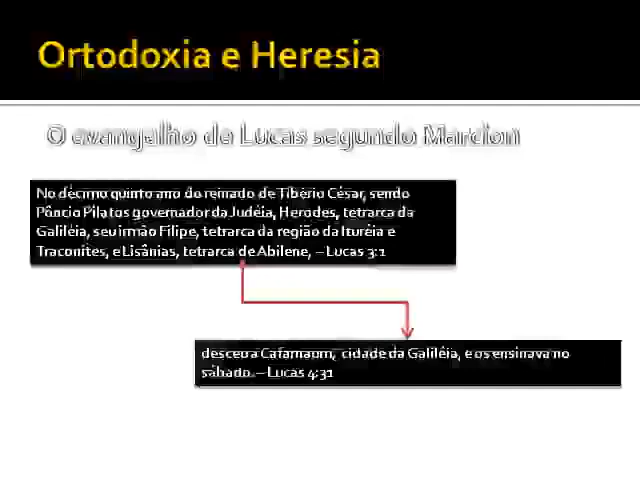 Ortodoxia e Heresia
O evangelho de Lucas segundo Marcion
No décimo quinto ano do reinado de Tibério César, sendo
Pôncio Pilatos governador da Judéia, Herodes, tetrarca da
Galiléia, seu irmão Filipe, tetrarca da região da Ituréia e
Traconites, e Lisânias, tetrarca de Abilene, – Lucas 3:1
desceu a Cafarnaum, cidade da Galiléia, e os ensinava no
sábado. – Lucas 4:31